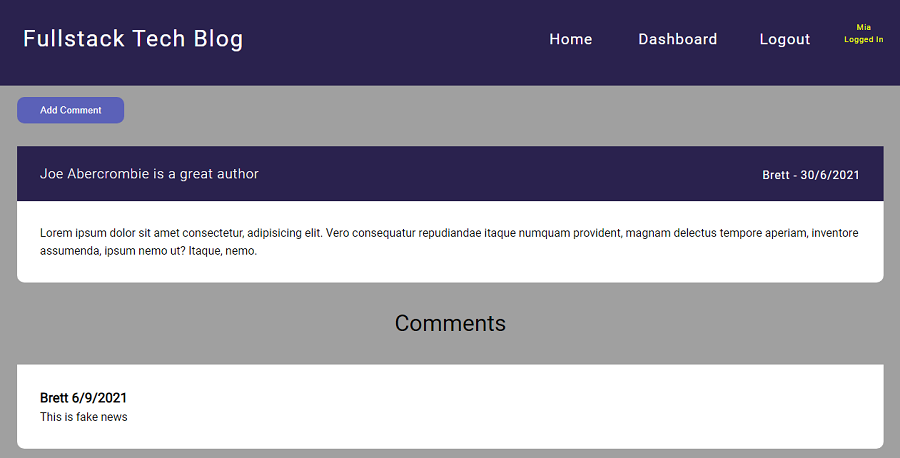 Fullstack Tech Blog
Home Dashboard Logout
Mia
Logged In
Add Comment
Joe Abercrombie is a great author
Brett - 30/6/2021
Lorem ipsum dolor sit amet consectetur, adipisicing elit. Vero consequatur repudiandae itaque numquam provident, magnam delectus tempore aperiam, inventore
assumenda, ipsum nemo ut? Itaque, nemo.
Comments
Brett 6/9/2021
This is fake news